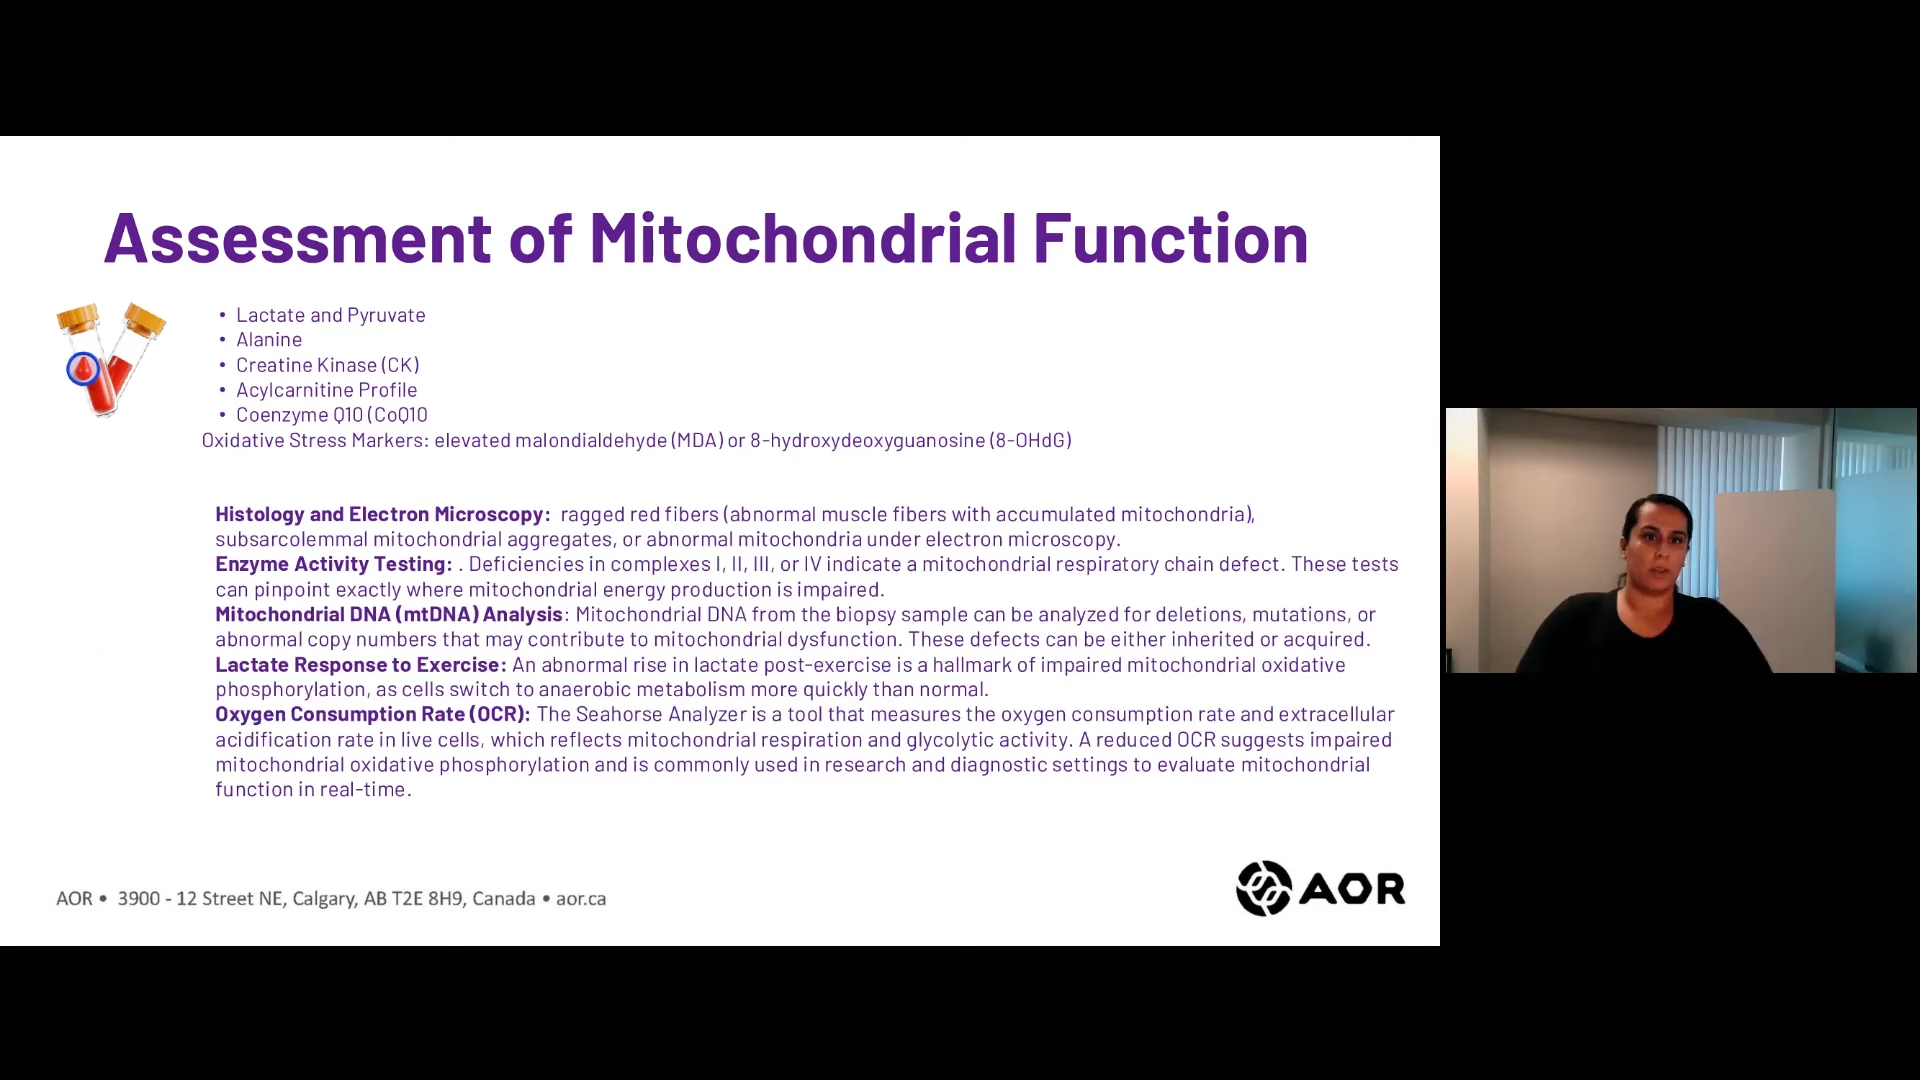 Assessment of Mitochondrial Function
• Lactate and Pyruvate
• Alanine
• Creatine Kinase (CK)
• Acylcarnitine Profile
• Coenzyme Q10 (CoQ10
Oxidative Stress Markers: elevated malondialdehyde (MDA) or 8-hydroxydeoxyguanosine (8-OHdG)
Histology and Electron Microscopy: ragged red fibers (abnormal muscle fibers with accumulated mitochondria),
subsarcolemmal mitochondrial aggregates, or abnormal mitochondria under electron microscopy.
Enzyme Activity Testing: . Deficiencies in complexes I, II, III, or IV indicate a mitochondrial respiratory chain defect. These tests
can pinpoint exactly where mitochondrial energy production is impaired.
Mitochondrial DNA (mtDNA) Analysis: Mitochondrial DNA from the biopsy sample can be analyzed for deletions, mutations, or
abnormal copy numbers that may contribute to mitochondrial dysfunction. These defects can be either inherited or acquired.
Lactate Response to Exercise: An abnormal rise in lactate post-exercise is a hallmark of impaired mitochondrial oxidative
phosphorylation, as cells switch to anaerobic metabolism more quickly than normal.
Oxygen Consumption Rate (OCR): The Seahorse Analyzer is a tool that measures the oxygen consumption rate and extracellular
acidification rate in live cells, which reflects mitochondrial respiration and glycolytic activity. A reduced OCR suggests impaired
mitochondrial oxidative phosphorylation and is commonly used in research and diagnostic settings to evaluate mitochondrial
function in real-time.
AOR • 3900 - 12 Street NE, Calgary, AB T2E 8H9, Canada • aor.ca
AOR